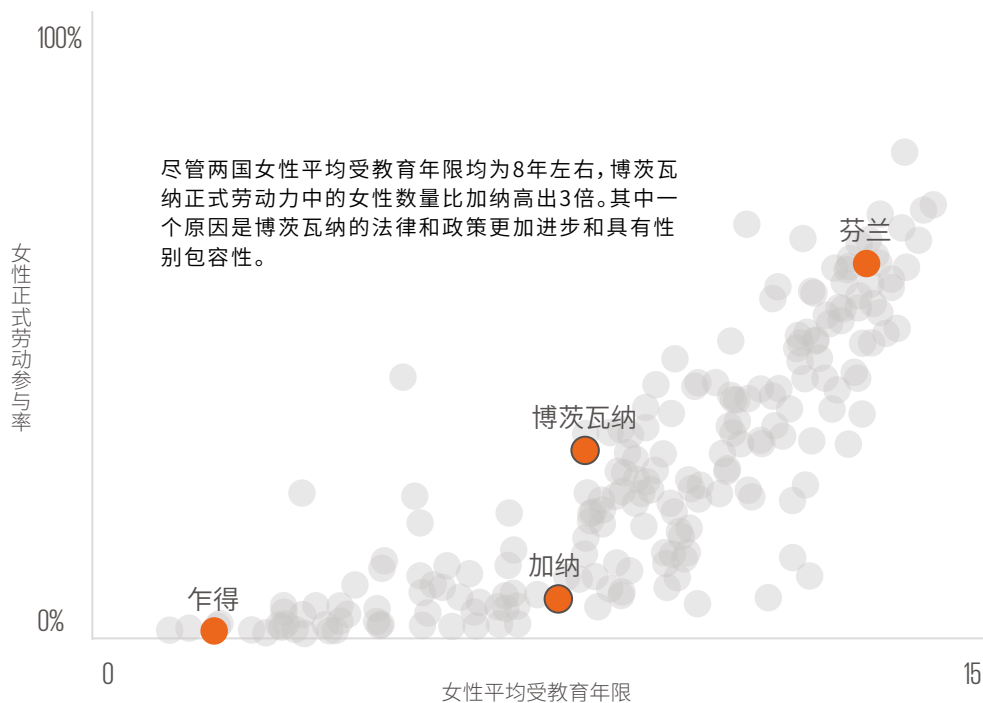 100%
尽管两国女性平均受教育年限均为8年左右，博茨瓦
纳正式劳动力中的女性数量比加纳高出3倍。其中一
个原因是博茨瓦纳的法律和政策更加进步和具有性
别包容性。
芬兰
女性正式劳动参与率
博茨瓦纳
加纳
乍得
0%
0
15
女性平均受教育年限